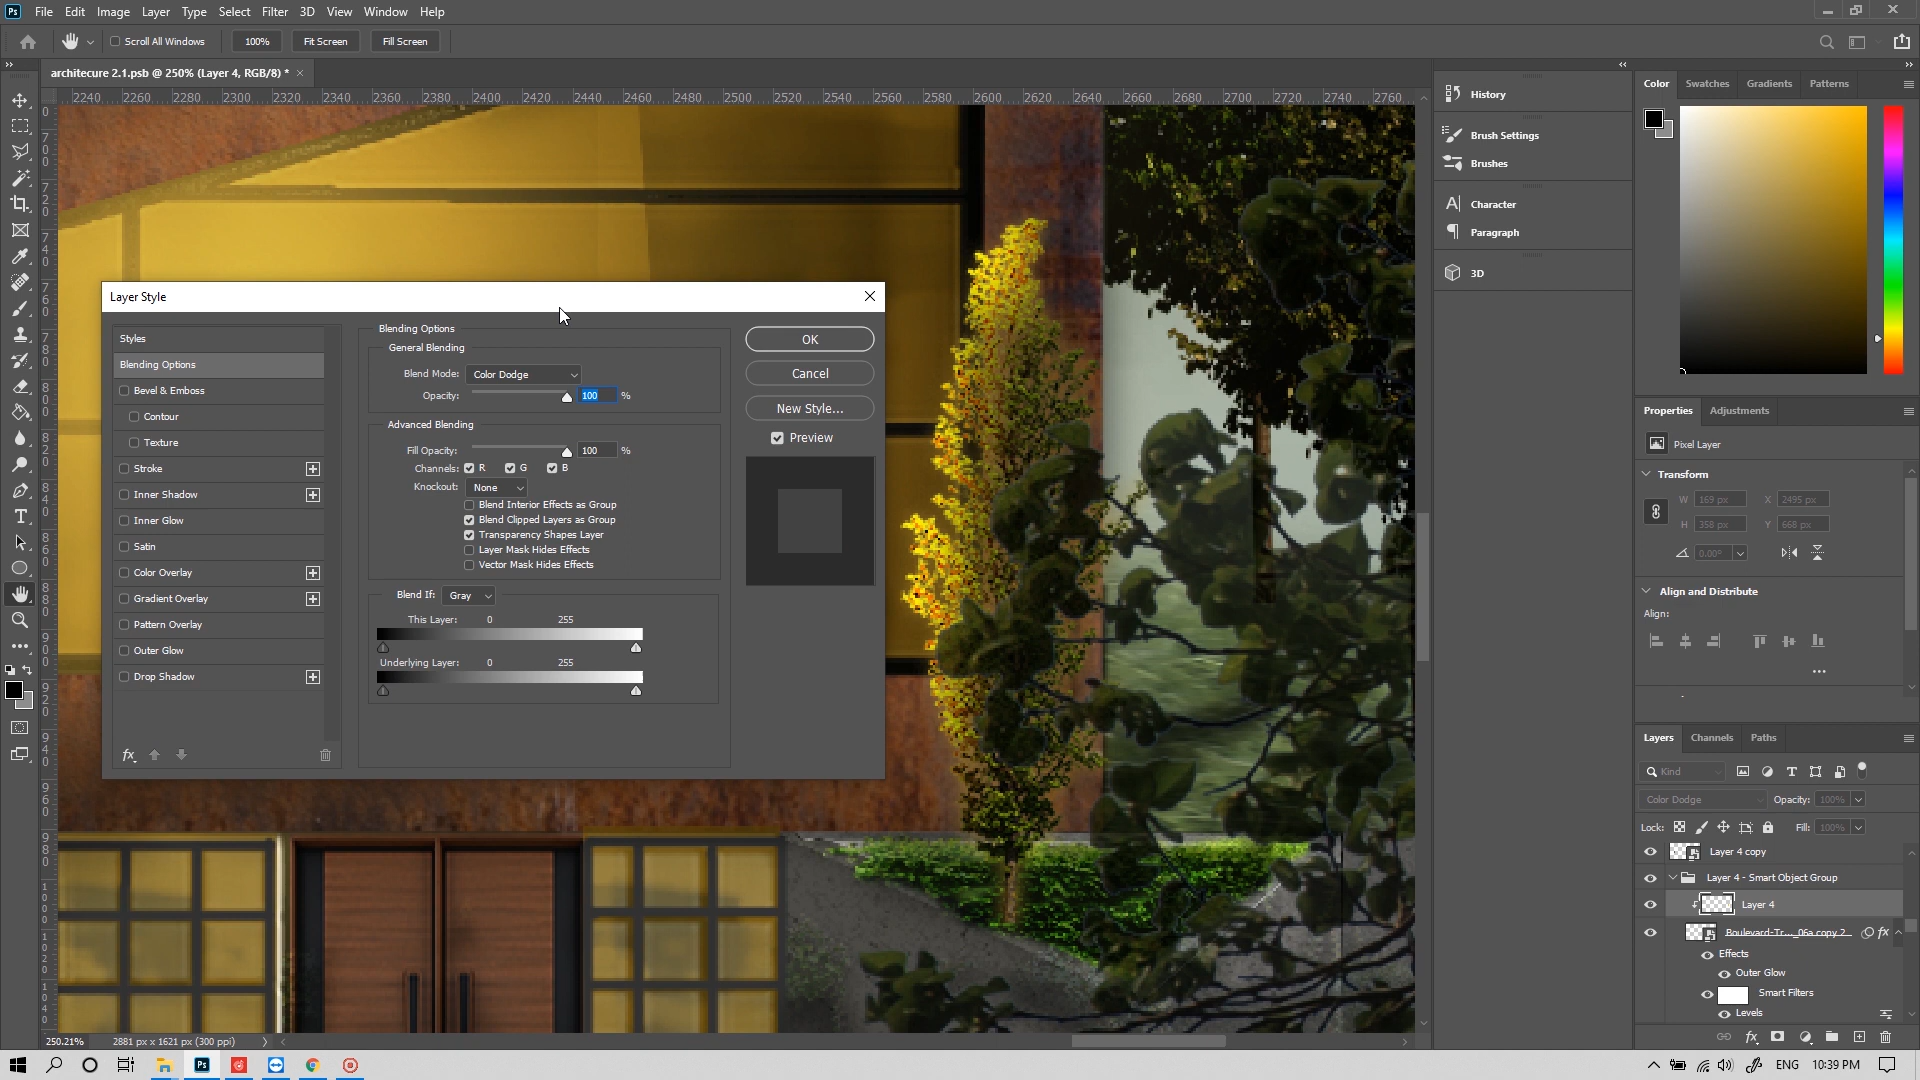 Ps File Edit Image Layer Type Select Filter 3D View Window Help
Scroll All Windows 100% Fit Screen Fill Screen
architecure 2.1.psb @ 250% (Layer 4, RGB/8) * ×
2240 2260 2280 2300 2320 2340 2360 2380 2400 2420 2440 2460 2480 2500 2520 2540 2560 2580 2600 2620 2640 2660 2680 2700 2720 2740 2760
Layer Style
Styles
Blending Options
Bevel & Emboss
Contour
Texture
Stroke
Inner Shadow
Inner Glow
Satin
Color Overlay
Gradient Overlay
Pattern Overlay
Outer Glow
Drop Shadow
fx
Blending Options
General Blending
Blend Mode: Color Dodge
Opacity: 100 %
Advanced Blending
Fill Opacity: 100 %
Channels: R G B
Knockout: None
Blend Interior Effects as Group
Blend Clipped Layers as Group
Transparency Shapes Layer
Layer Mask Hides Effects
Vector Mask Hides Effects
Blend If: Gray
This Layer: 0 255
Underlying Layer: 0 255
OK
Cancel
New Style...
Preview
History
Brush Settings
Brushes
Character
Paragraph
3D
Color Swatches Gradients Patterns
Properties Adjustments
Pixel Layer
Transform
W 169 px X 2495 px
H 358 px Y 668 px
0.00°
Align and Distribute
Align:
Layers Channels Paths
Kind
Color Dodge Opacity: 100%
Lock: Fill: 100%
Layer 4 copy
Layer 4 - Smart Object Group
Layer 4
Boulevard-Tr..._06a copy 2 fx
Effects
Outer Glow
Smart Filters
Levels
fx
250.21% 2881 px x 1621 px (300 ppi)
Ps
ENG 10:39 PM